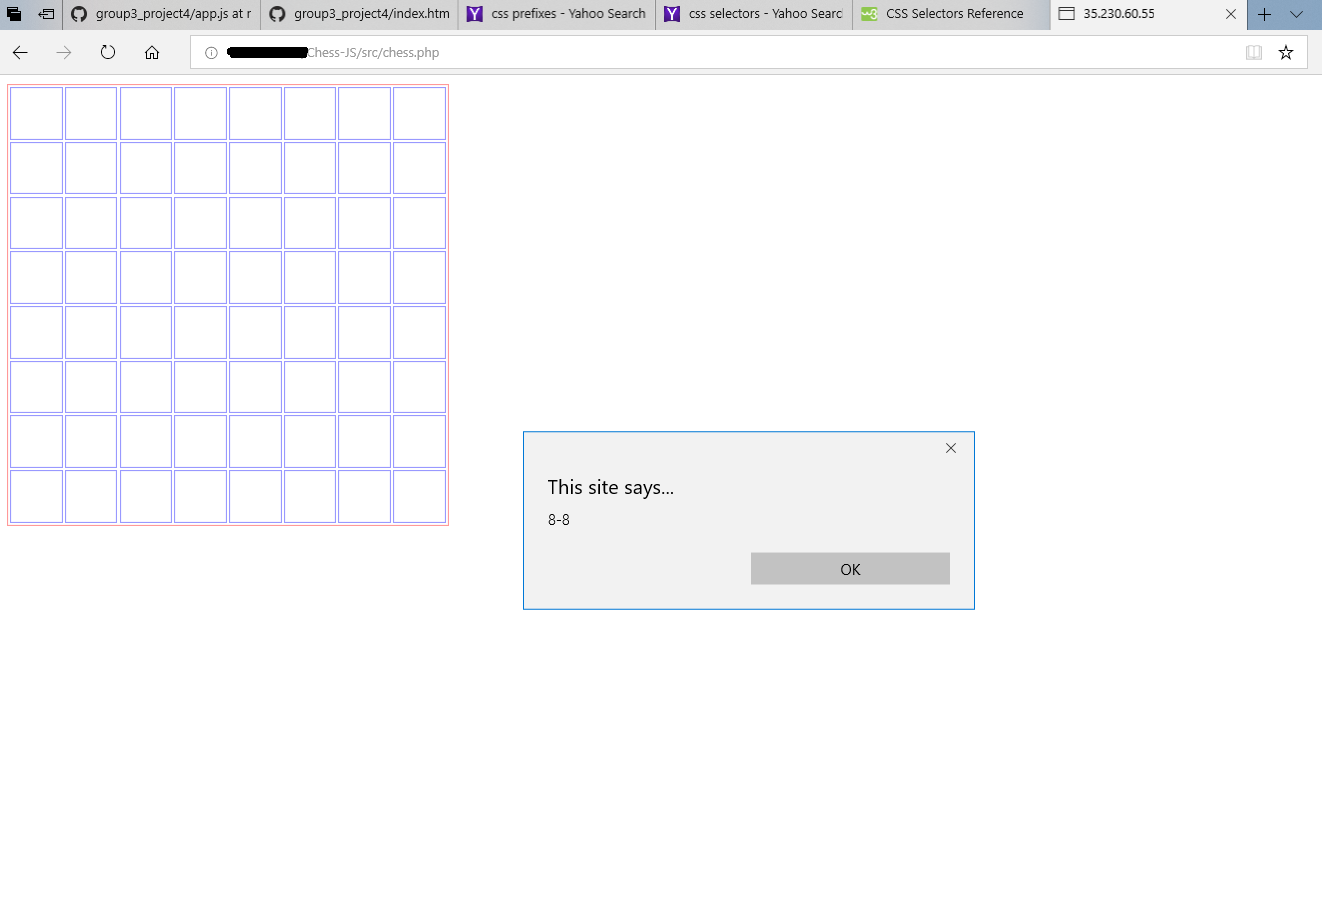 group3_project4/app.js at r
group3_project4/index.htm
css prefixes - Yahoo Search
css selectors - Yahoo Searc
CSS Selectors Reference
35.230.60.55
Chess-JS/src/chess.php
This site says...
8-8
OK